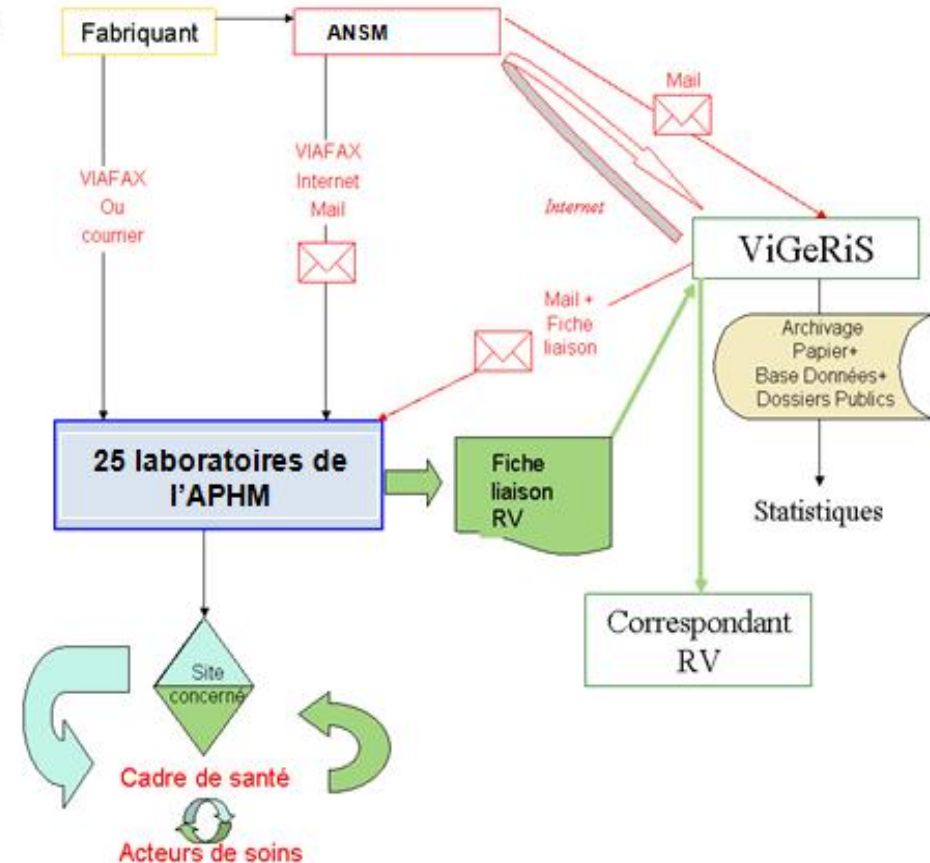 Fabriquant
ANSM
Mail
VIAFAX
Ou
courrier
VIAFAX
Internet
Mail
Internet
ViGeRiS
Mail +
Fiche
liaison
Archivage
Papier+
Base Données+
Dossiers Publics
25 laboratoires de
l'APHM
Fiche
liaison
RV
Statistiques
Correspondant
RV
Site
concerné
Cadre de santé
Acteurs de soins